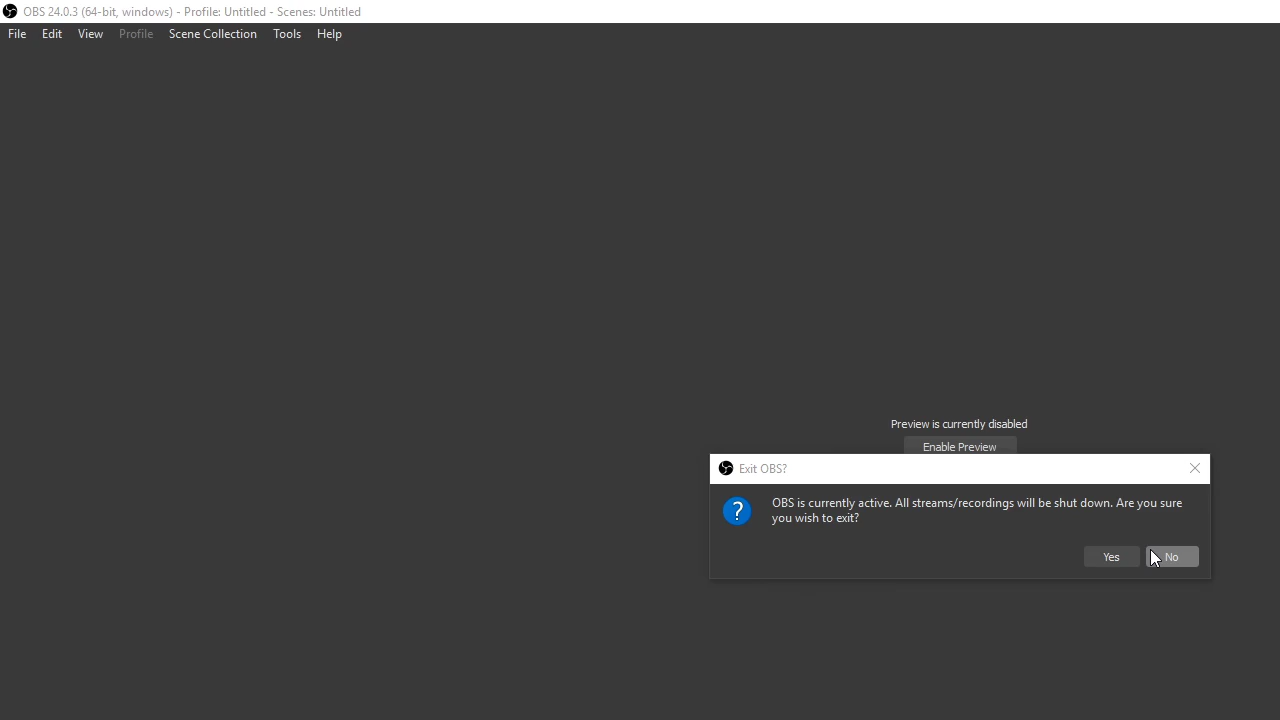 OBS 24.0.3 (64-bit, windows) - Profile: Untitled - Scenes: Untitled
File Edit View Profile Scene Collection Tools Help
Preview is currently disabled
Enable Preview
Exit OBS?
OBS is currently active. All streams/recordings will be shut down. Are you sure
you wish to exit?
Yes No